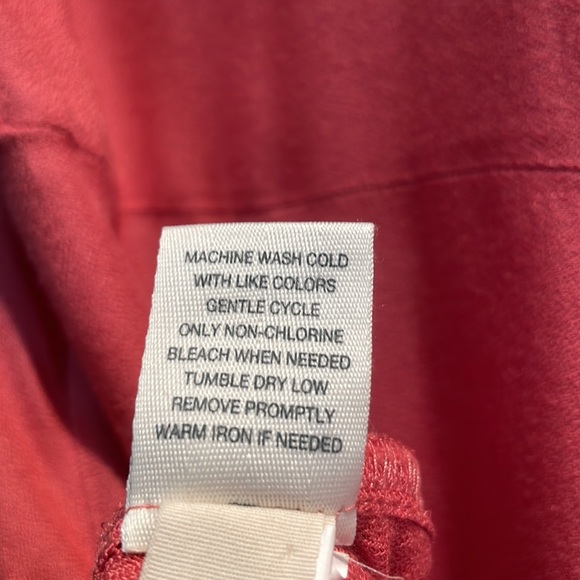 MACHINE WASH COLD
WITH LIKE COLORS
GENTLE CYCLE
ONLY NON-CHLORINE
BLEACH WHEN NEEDED
TUMBLE DRY LOW
REMOVE PROMPTLY
WARM IRON IF NEEDED